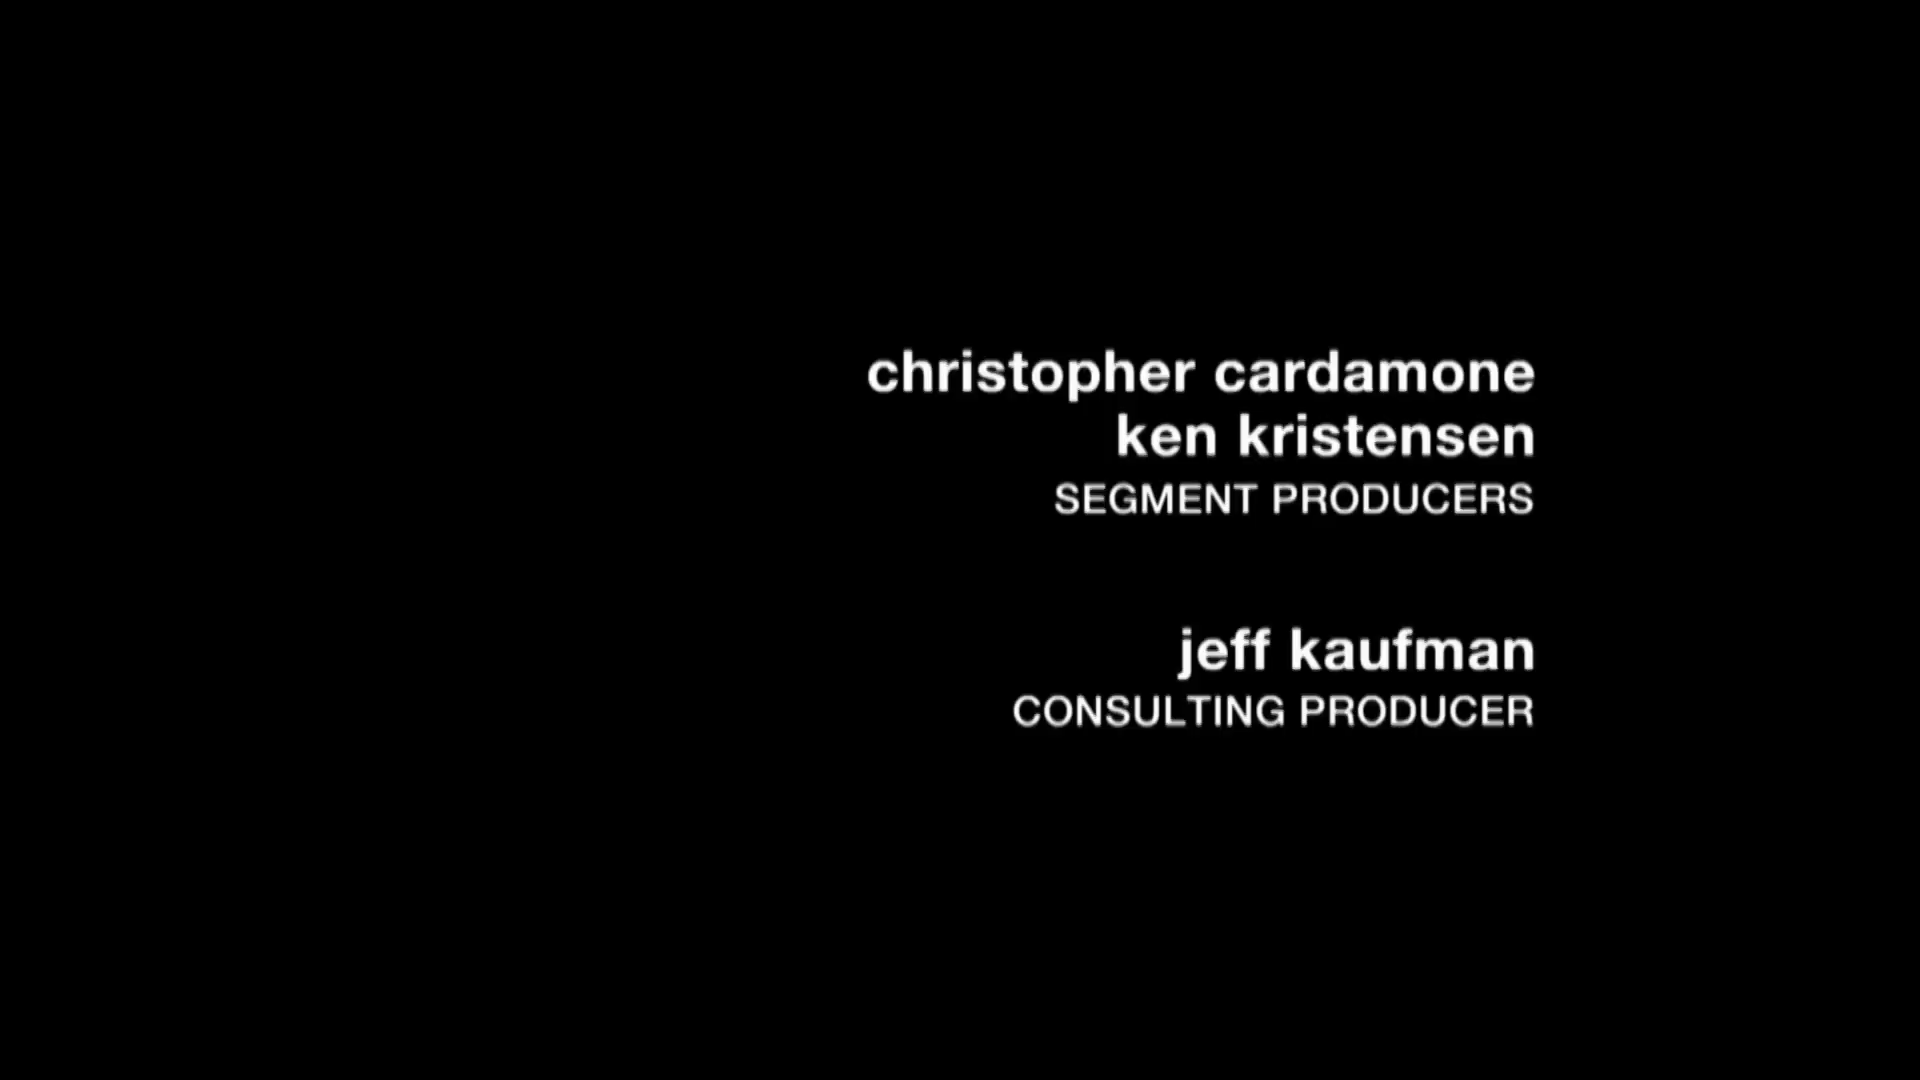 christopher cardamone
ken kristensen
SEGMENT PRODUCERS
jeff kaufman
CONSULTING PRODUCER